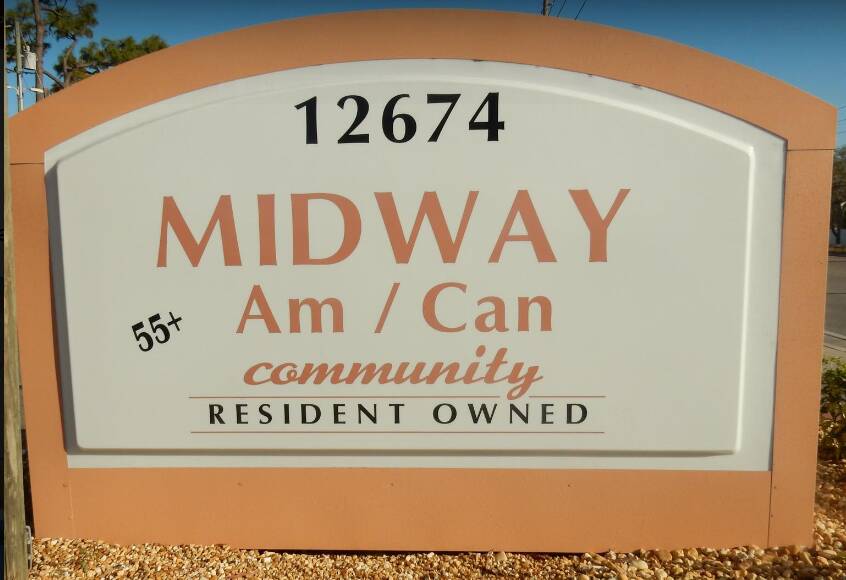 12674
MIDWAY
55+ Am / Can
community
RESIDENT OWNED